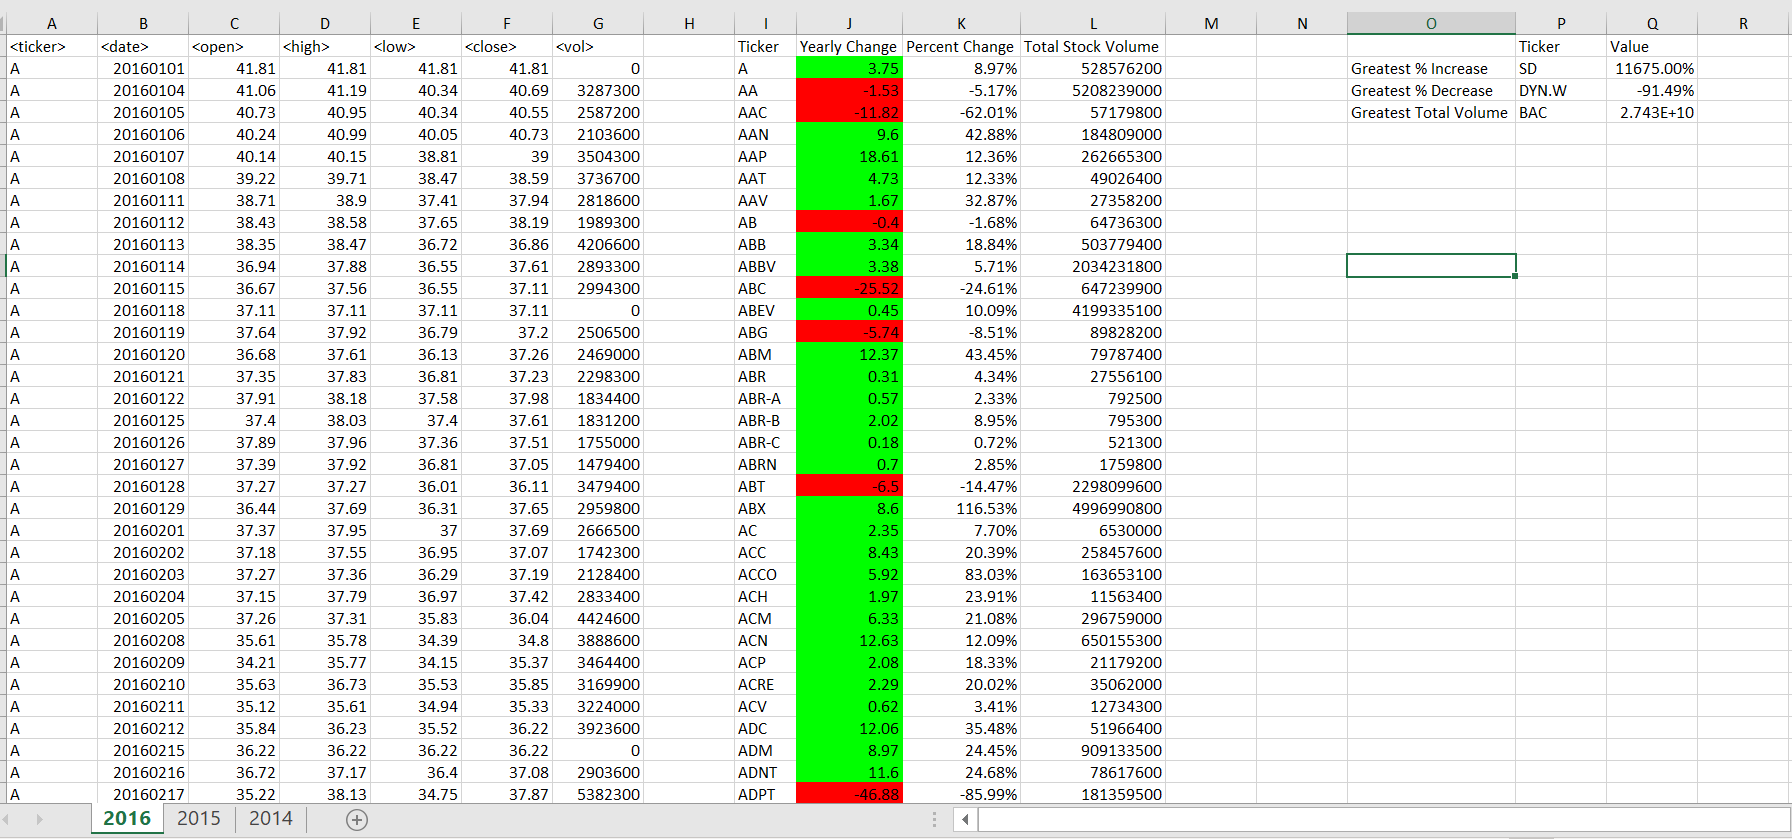 A B C D E F G H I J K L M N O P Q R
<ticker> <date> <open> <high> <low> <close> <vol> Ticker Yearly Change Percent Change Total Stock Volume Ticker Value
A 20160101 41.81 41.81 41.81 41.81 0 A 3.75 8.97% 528576200 Greatest % Increase SD 11675.00%
A 20160104 41.06 41.19 40.34 40.69 3287300 AA -1.53 -5.17% 5208239000 Greatest % Decrease DYN.W -91.49%
A 20160105 40.73 40.95 40.34 40.55 2587200 AAC -11.82 -62.01% 57179800 Greatest Total Volume BAC 2.743E+10
A 20160106 40.24 40.99 40.05 40.73 2103600 AAN 9.6 42.88% 184809000
A 20160107 40.14 40.15 38.81 39 3504300 AAP 18.61 12.36% 262665300
A 20160108 39.22 39.71 38.47 38.59 3736700 AAT 4.73 12.33% 49026400
A 20160111 38.71 38.9 37.41 37.94 2818600 AAV 1.67 32.87% 27358200
A 20160112 38.43 38.58 37.65 38.19 1989300 AB -0.4 -1.68% 64736300
A 20160113 38.35 38.47 36.72 36.86 4206600 ABB 3.34 18.84% 503779400
A 20160114 36.94 37.88 36.55 37.61 2893300 ABBV 3.38 5.71% 2034231800
A 20160115 36.67 37.56 36.55 37.11 2994300 ABC -25.52 -24.61% 647239900
A 20160118 37.11 37.11 37.11 37.11 0 ABEV 0.45 10.09% 4199335100
A 20160119 37.64 37.92 36.79 37.2 2506500 ABG -5.74 -8.51% 89828200
A 20160120 36.68 37.61 36.13 37.26 2469000 ABM 12.37 43.45% 79787400
A 20160121 37.35 37.83 36.81 37.23 2298300 ABR 0.31 4.34% 27556100
A 20160122 37.91 38.18 37.58 37.98 1834400 ABR-A 0.57 2.33% 792500
A 20160125 37.4 38.03 37.4 37.61 1831200 ABR-B 2.02 8.95% 795300
A 20160126 37.89 37.96 37.36 37.51 1755000 ABR-C 0.18 0.72% 521300
A 20160127 37.39 37.92 36.81 37.05 1479400 ABRN 0.7 2.85% 1759800
A 20160128 37.27 37.27 36.01 36.11 3479400 ABT -6.5 -14.47% 2298099600
A 20160129 36.44 37.69 36.31 37.65 2959800 ABX 8.6 116.53% 4996990800
A 20160201 37.37 37.95 37 37.69 2666500 AC 2.35 7.70% 6530000
A 20160202 37.18 37.55 36.95 37.07 1742300 ACC 8.43 20.39% 258457600
A 20160203 37.27 37.36 36.29 37.19 2128400 ACCO 5.92 83.03% 163653100
A 20160204 37.15 37.79 36.97 37.42 2833400 ACH 1.97 23.91% 11563400
A 20160205 37.26 37.31 35.83 36.04 4424600 ACM 6.33 21.08% 296759000
A 20160208 35.61 35.78 34.39 34.8 3888600 ACN 12.63 12.09% 650155300
A 20160209 34.21 35.77 34.15 35.37 3464400 ACP 2.08 18.33% 21179200
A 20160210 35.63 36.73 35.53 35.85 3169900 ACRE 2.29 20.02% 35062000
A 20160211 35.12 35.61 34.94 35.33 3224000 ACV 0.62 3.41% 12734300
A 20160212 35.84 36.23 35.52 36.22 3923600 ADC 12.06 35.48% 51966400
A 20160215 36.22 36.22 36.22 36.22 0 ADM 8.97 24.45% 909133500
A 20160216 36.72 37.17 36.4 37.08 2903600 ADNT 11.6 24.68% 78617600
A 20160217 35.22 38.13 34.75 37.87 5382300 ADPT -46.88 -85.99% 181359500
2016 2015 2014